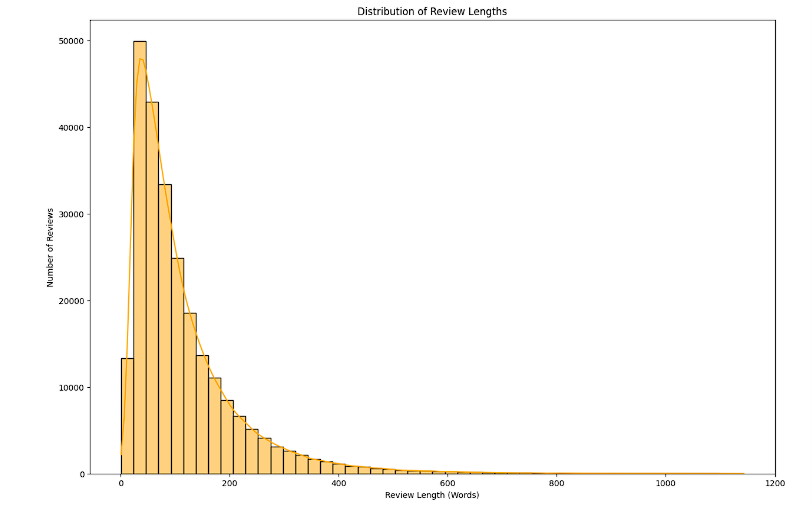 Distribution of Review Lengths
50000
40000
30000
20000
10000
0
Number of Reviews
0 200 400 600 800 1000 1200
Review Length (Words)